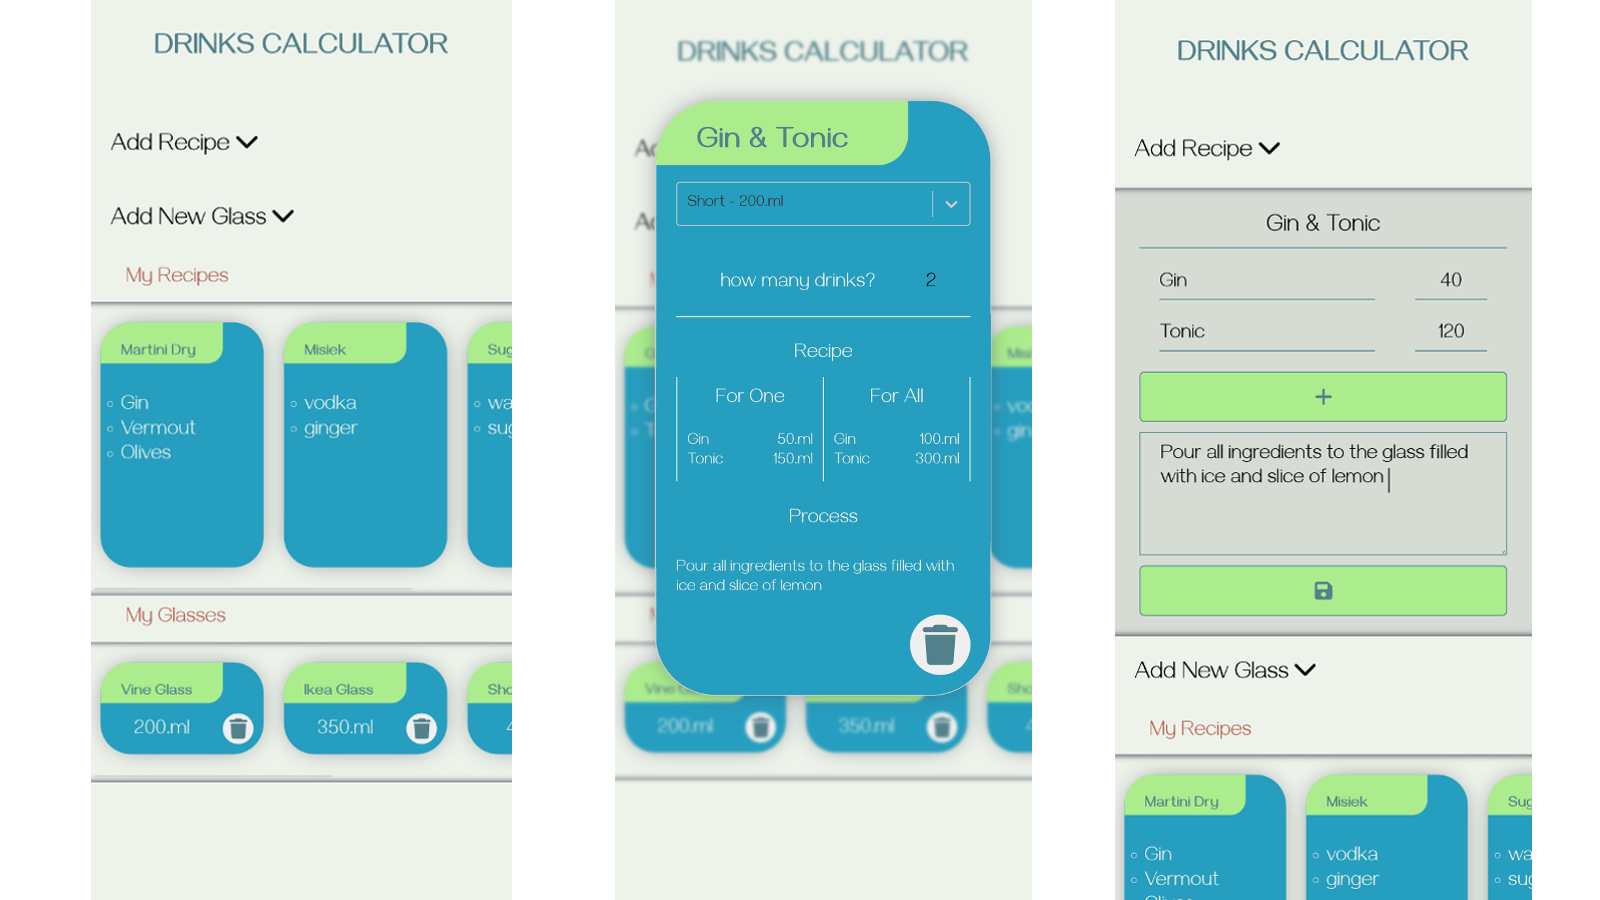 DRINKS CALCULATOR
Add Recipe
Add New Glass
My Recipes
Martini Dry
Gin
Vermout
Olives
Misiek
vodka
ginger
Sug
wa
sug
My Glasses
Vine Glass
200.ml
Ikea Glass
350.ml
Sho
4
DRINKS CALCULATOR
Gin & Tonic
Short - 200.ml
how many drinks? 2
Recipe
For One
Gin 50.ml
Tonic 150.ml
For All
Gin 100.ml
Tonic 300.ml
Process
Pour all ingredients to the glass filled with
ice and slice of lemon
Vine G
200.ml
350.ml
Sho
DRINKS CALCULATOR
Add Recipe
Gin & Tonic
Gin 40
Tonic 120
+
Pour all ingredients to the glass filled
with ice and slice of lemon
Add New Glass
My Recipes
Martini Dry
Gin
Vermout
Olives
Misiek
vodka
ginger
Sug
wa
sug